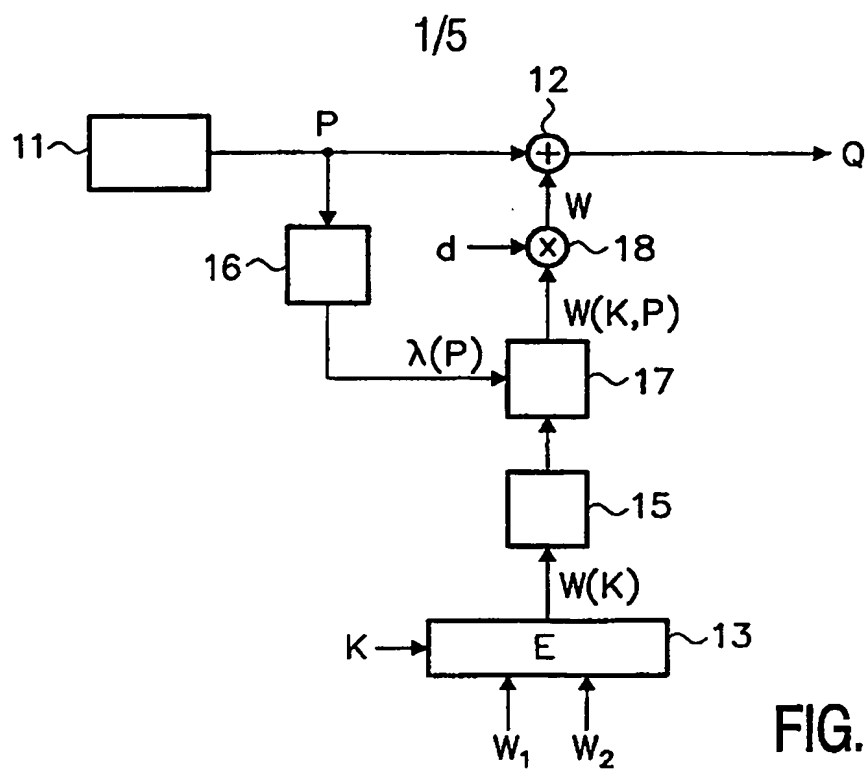 1/5
12
11
P
+
Q
W
16
d
×
18
W(K,P)
λ(P)
17
15
W(K)
K
E
13
W₁
W₂
FIG.